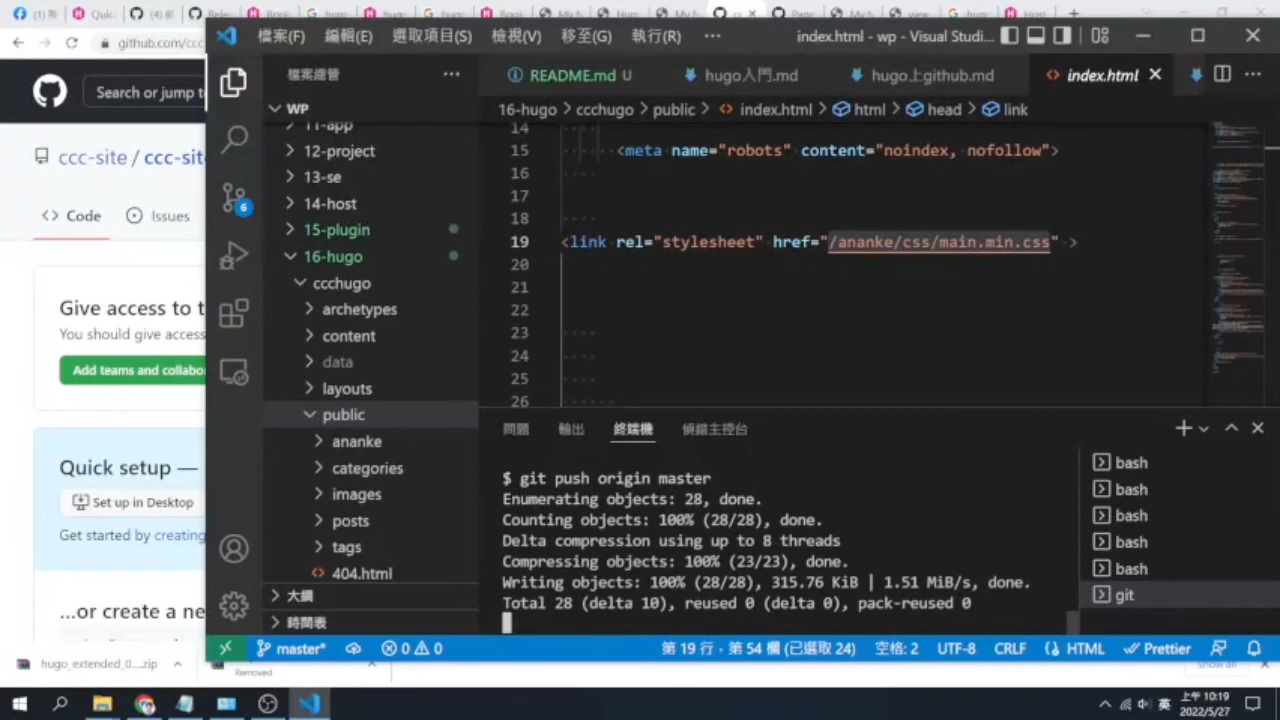 檔案(F) 編輯(E) 選取項目(S) 檢視(V) 移至(G) 執行(R) ··· index.html - wp - Visual Studi...
github.com/ccc
Search or jump to
ccc-site / ccc-sit
Code Issues
Give access to t
You should give access
Add teams and collabo
Quick setup —
Set up in Desktop
Get started by creating
...or create a ne
檔案總管
WP
11-app
12-project
13-se
14-host
15-plugin
16-hugo
ccchugo
archetypes
content
data
layouts
public
ananke
categories
images
posts
tags
404.html
大綱
時間表
README.md U hugo入門.md hugo上github.md index.html
16-hugo > ccchugo > public > index.html > html > head > link
14
15 <meta name="robots" content="noindex, nofollow">
16
17
18
19 <link rel="stylesheet" href="/ananke/css/main.min.css" >
20
21
22
23
24
25
26
問題 輸出 終端機 偵錯主控台
$ git push origin master
Enumerating objects: 28, done.
Counting objects: 100% (28/28), done.
Delta compression using up to 8 threads
Compressing objects: 100% (23/23), done.
Writing objects: 100% (28/28), 315.76 KiB | 1.51 MiB/s, done.
Total 28 (delta 10), reused 0 (delta 0), pack-reused 0
bash
bash
bash
bash
bash
git
6
master* 0 0 第 19 行，第 54 欄 (已選取 24) 空格: 2 UTF-8 CRLF HTML Prettier
hugo_extended_0....zip
Removed.
Show all
英 上午 10:19
2022/5/27